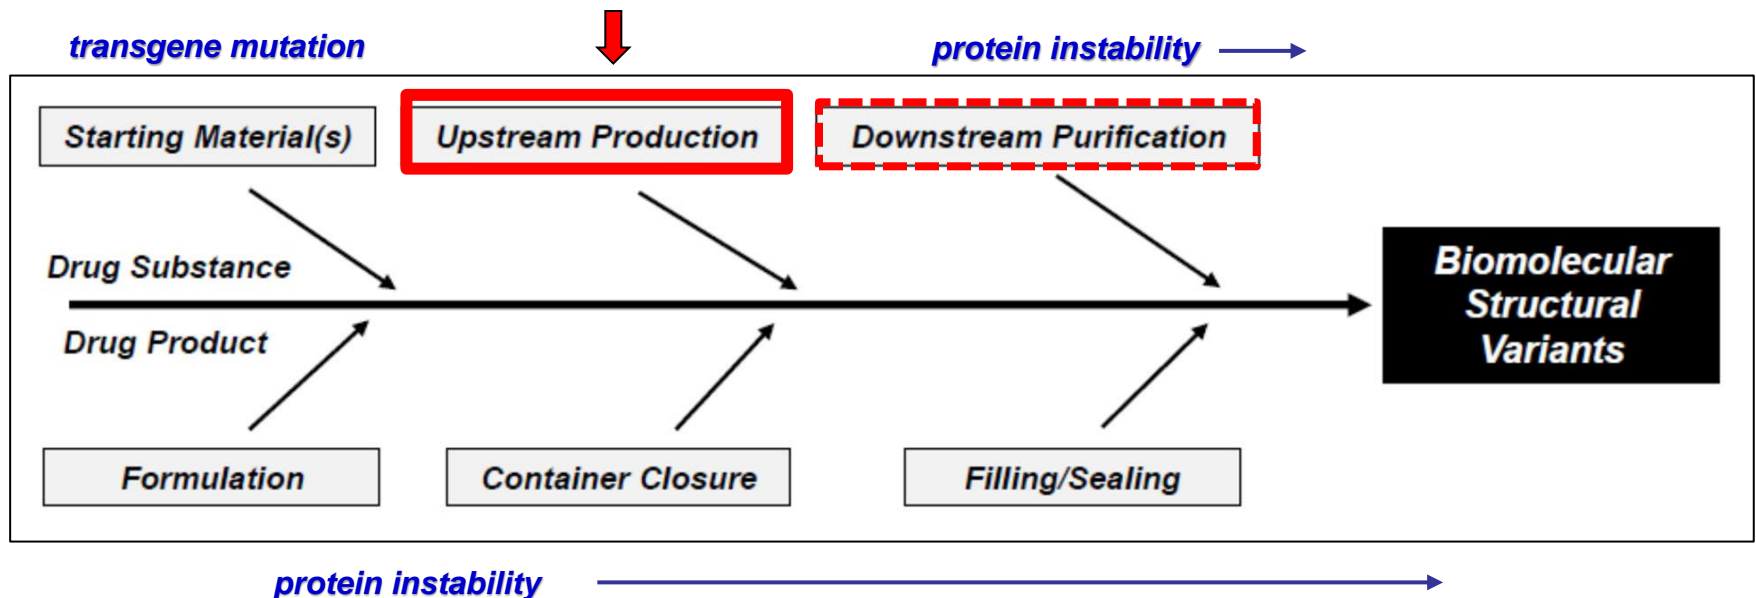 transgene mutation
protein instability
Starting Material(s)
Upstream Production
Downstream Purification
Drug Substance
Drug Product
Biomolecular
Structural
Variants
Formulation
Container Closure
Filling/Sealing
protein instability